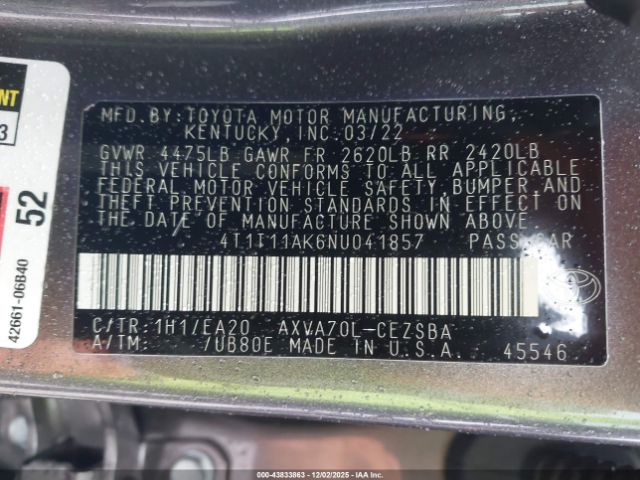 MFD. BY: TOYOTA MOTOR MANUFACTURING,
KENTUCKY, INC. 03/22
GVWR 4475LB GAWR FR 2620LB RR 2420LB
THIS VEHICLE CONFORMS TO ALL APPLICABLE
FEDERAL MOTOR VEHICLE SAFETY, BUMPER AND
THEFT PREVENTION STANDARDS IN EFFECT ON
THE DATE OF MANUFACTURE SHOWN ABOVE.
4T1T11AK6NU041857 PASS CAR
C/TR: 1H1/EA20 AXVA70L-CEZSBA
A/TM: /UB80E MADE IN U.S.A. 45546
52
42661-06B40
000-43833863 | 12/02/2025 | © Copyright IAA, LLC